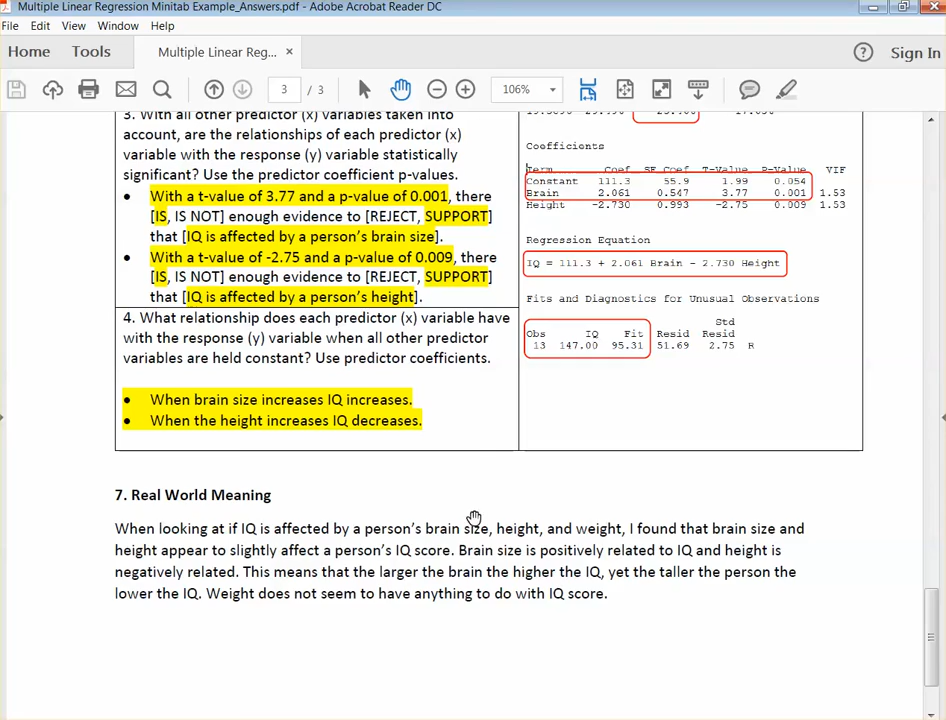 Multiple Linear Regression Minitab Example_Answers.pdf - Adobe Acrobat Reader DC
File Edit View Window Help
Home Tools Multiple Linear Reg... × ? Sign In
3 / 3 106%
3. With all other predictor (x) variables taken into
account, are the relationships of each predictor (x)
variable with the response (y) variable statistically
significant? Use the predictor coefficient p-values.
• With a t-value of 3.77 and a p-value of 0.001, there
[IS, IS NOT] enough evidence to [REJECT, SUPPORT]
that [IQ is affected by a person's brain size].
• With a t-value of -2.75 and a p-value of 0.009, there
[IS, IS NOT] enough evidence to [REJECT, SUPPORT]
that [IQ is affected by a person's height].
4. What relationship does each predictor (x) variable have
with the response (y) variable when all other predictor
variables are held constant? Use predictor coefficients.
• When brain size increases IQ increases.
• When the height increases IQ decreases.
Coefficients
Term Coef SE Coef T-Value P-Value VIF
Constant 111.3 55.9 1.99 0.054
Brain 2.061 0.547 3.77 0.001 1.53
Height -2.730 0.993 -2.75 0.009 1.53
Regression Equation
IQ = 111.3 + 2.061 Brain - 2.730 Height
Fits and Diagnostics for Unusual Observations
Std
Obs IQ Fit Resid Resid
13 147.00 95.31 51.69 2.75 R
7. Real World Meaning
When looking at if IQ is affected by a person's brain size, height, and weight, I found that brain size and
height appear to slightly affect a person's IQ score. Brain size is positively related to IQ and height is
negatively related. This means that the larger the brain the higher the IQ, yet the taller the person the
lower the IQ. Weight does not seem to have anything to do with IQ score.